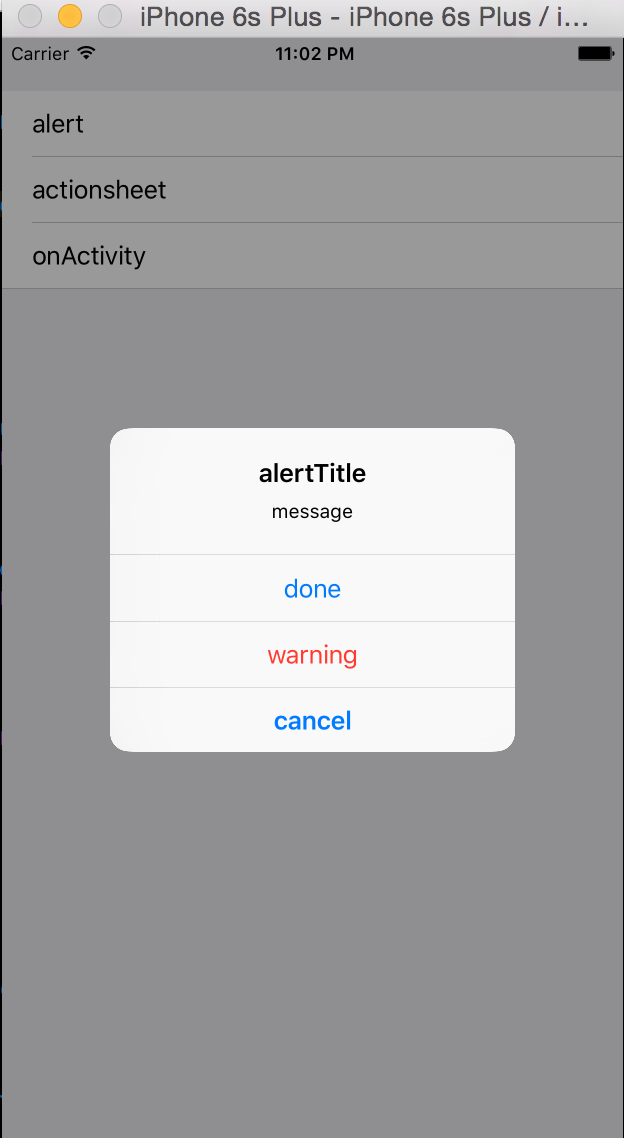 iPhone 6s Plus - iPhone 6s Plus / i...
Carrier 11:02 PM
alert
actionsheet
onActivity
alertTitle
message
done
warning
cancel